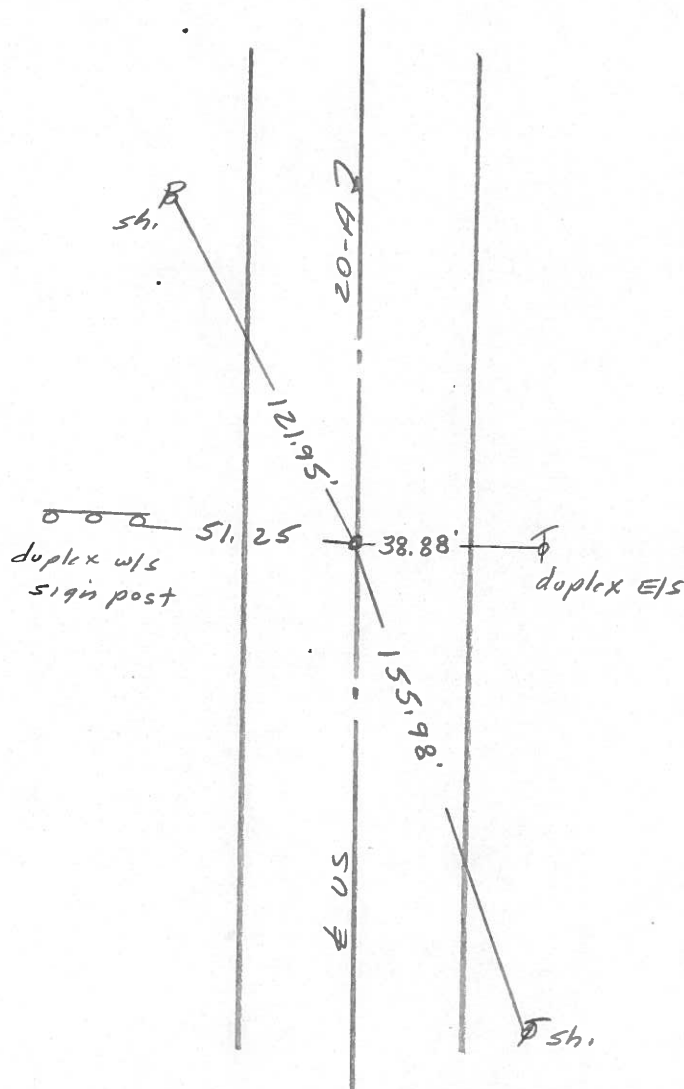 sh.
℄ US 20-A
121.95'
51.25
38.88'
duplex w/s
sign post
duplex E/S
155.98'
sh.